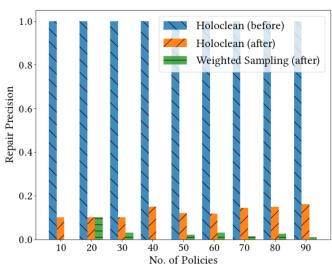 Holoclean (before)
Holoclean (after)
Weighted Sampling (after)
Repair Precision
1.0
0.8
0.6
0.4
0.2
0.0
10 20 30 40 50 60 70 80 90
No. of Policies